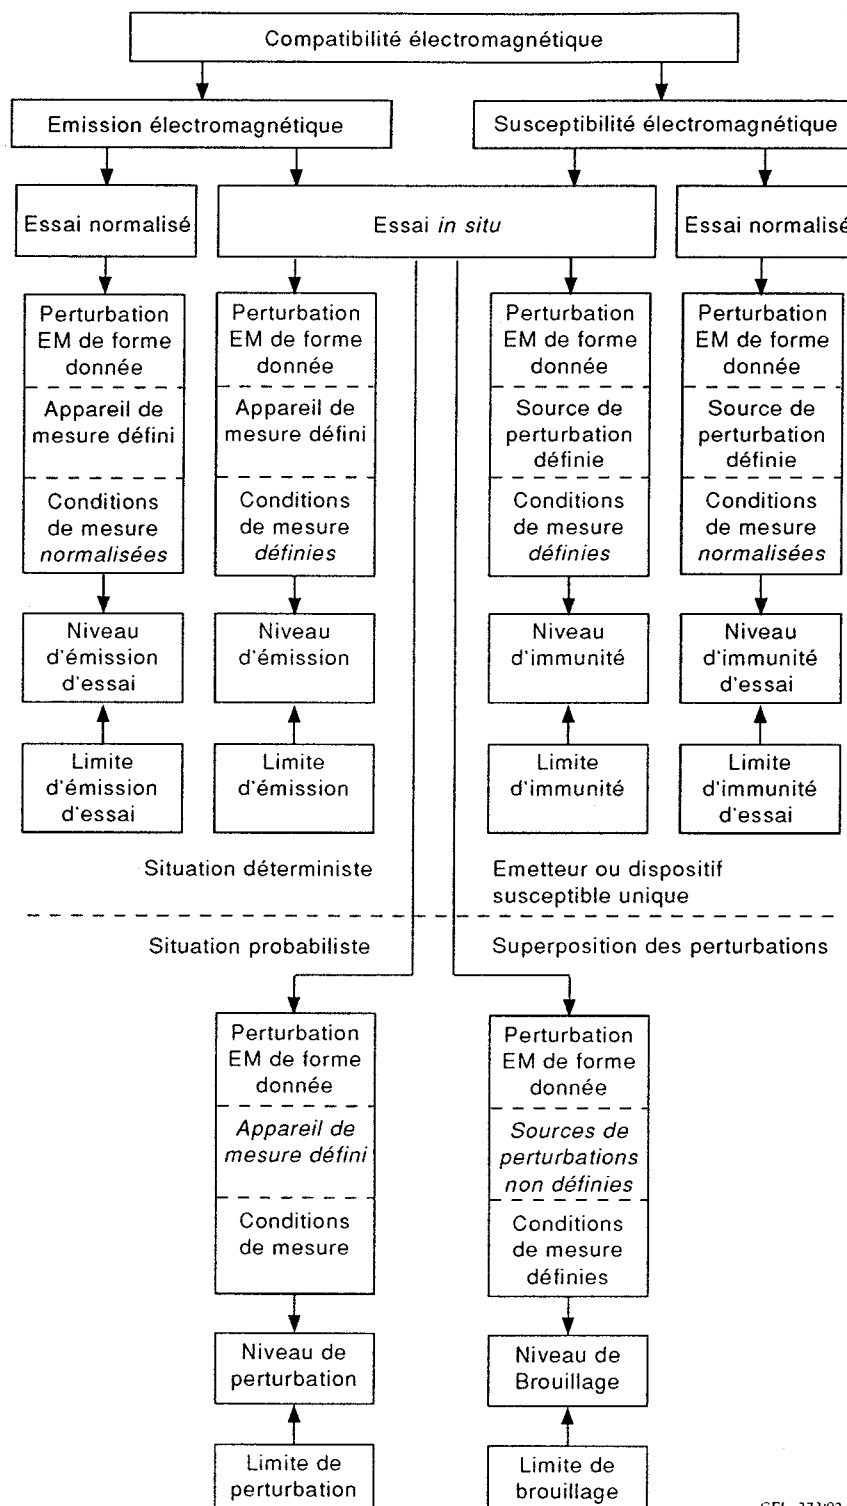 Compatibilité électromagnétique
Emission électromagnétique
Susceptibilité électromagnétique
Essai normalisé
Essai in situ
Essai normalisé
Perturbation
EM de forme
donnée
Appareil de
mesure défini
Conditions
de mesure
normalisées
Niveau
d'émission
d'essai
Limite
d'émission
d'essai
Perturbation
EM de forme
donnée
Appareil de
mesure défini
Conditions
de mesure
définies
Niveau
d'émission
Limite
d'émission
Perturbation
EM de forme
donnée
Source de
perturbation
définie
Conditions
de mesure
définies
Niveau
d'immunité
Limite
d'immunité
Perturbation
EM de forme
donnée
Source de
perturbation
définie
Conditions
de mesure
normalisées
Niveau
d'immunité
d'essai
Limite
d'immunité
d'essai
Situation déterministe
Emetteur ou dispositif
susceptible unique
Situation probabiliste
Superposition des perturbations
Perturbation
EM de forme
donnée
Appareil de
mesure défini
Conditions
de mesure
Niveau de
perturbation
Limite de
perturbation
Perturbation
EM de forme
donnée
Sources de
perturbations
non définies
Conditions
de mesure
définies
Niveau de
Brouillage
Limite de
brouillage